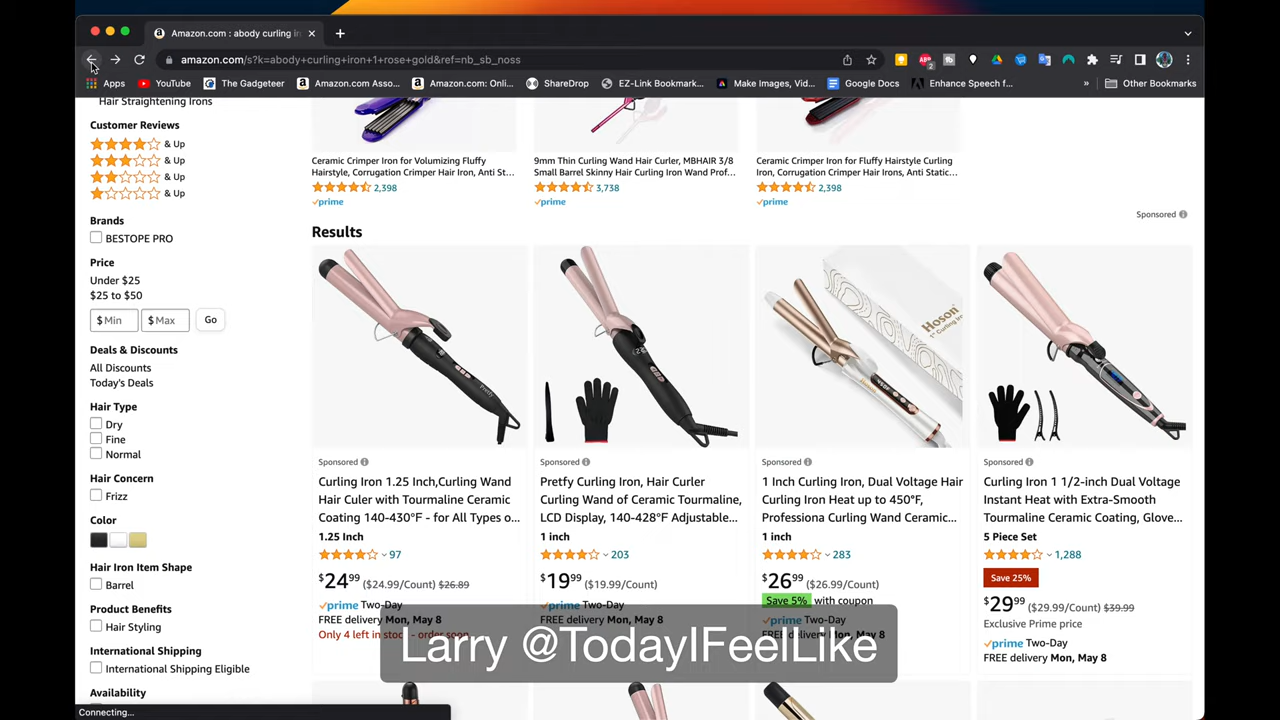 Amazon.com : abody curling in
amazon.com/s?k=abody+curling+iron+1+rose+gold&ref=nb_sb_noss
Apps YouTube The Gadgeteer Amazon.com Asso... Amazon.com: Onli... ShareDrop EZ-Link Bookmark... Make Images, Vid... Google Docs Enhance Speech f... » Other Bookmarks
Hair Straightening Irons
Customer Reviews
& Up
& Up
& Up
& Up
Brands
BESTOPE PRO
Price
Under $25
$25 to $50
$ Min $ Max Go
Deals & Discounts
All Discounts
Today's Deals
Hair Type
Dry
Fine
Normal
Hair Concern
Frizz
Color
Hair Iron Item Shape
Barrel
Product Benefits
Hair Styling
International Shipping
International Shipping Eligible
Availability
Connecting...
Ceramic Crimper Iron for Volumizing Fluffy
Hairstyle, Corrugation Crimper Hair Iron, Anti St...
2,398
prime
9mm Thin Curling Wand Hair Curler, MBHAIR 3/8
Small Barrel Skinny Hair Curling Iron Wand Prof...
3,738
prime
Ceramic Crimper Iron for Fluffy Hairstyle Curling
Iron, Corrugation Crimper Hair Irons, Anti Static...
2,398
prime
Sponsored
Results
Sponsored
Curling Iron 1.25 Inch,Curling Wand
Hair Culer with Tourmaline Ceramic
Coating 140-430°F - for All Types o...
1.25 Inch
97
$24.99 ($24.99/Count) $26.89
prime Two-Day
FREE delivery Mon, May 8
Only 4 left in stock - order soon
Sponsored
Pretfy Curling Iron, Hair Curler
Curling Wand of Ceramic Tourmaline,
LCD Display, 140-428°F Adjustable...
1 inch
203
$19.99 ($19.99/Count)
prime Two-Day
FREE delivery Mon, May 8
Hoson
1" Curling
Sponsored
1 Inch Curling Iron, Dual Voltage Hair
Curling Iron Heat up to 450°F,
Professiona Curling Wand Ceramic...
1 inch
283
$26.99 ($26.99/Count)
Save 5% with coupon
prime Two-Day
FREE delivery Mon, May 8
Sponsored
Curling Iron 1 1/2-inch Dual Voltage
Instant Heat with Extra-Smooth
Tourmaline Ceramic Coating, Glove...
5 Piece Set
1,288
Save 25%
$29.99 ($29.99/Count) $39.99
Exclusive Prime price
prime Two-Day
FREE delivery Mon, May 8
Larry @TodayIFeelLike